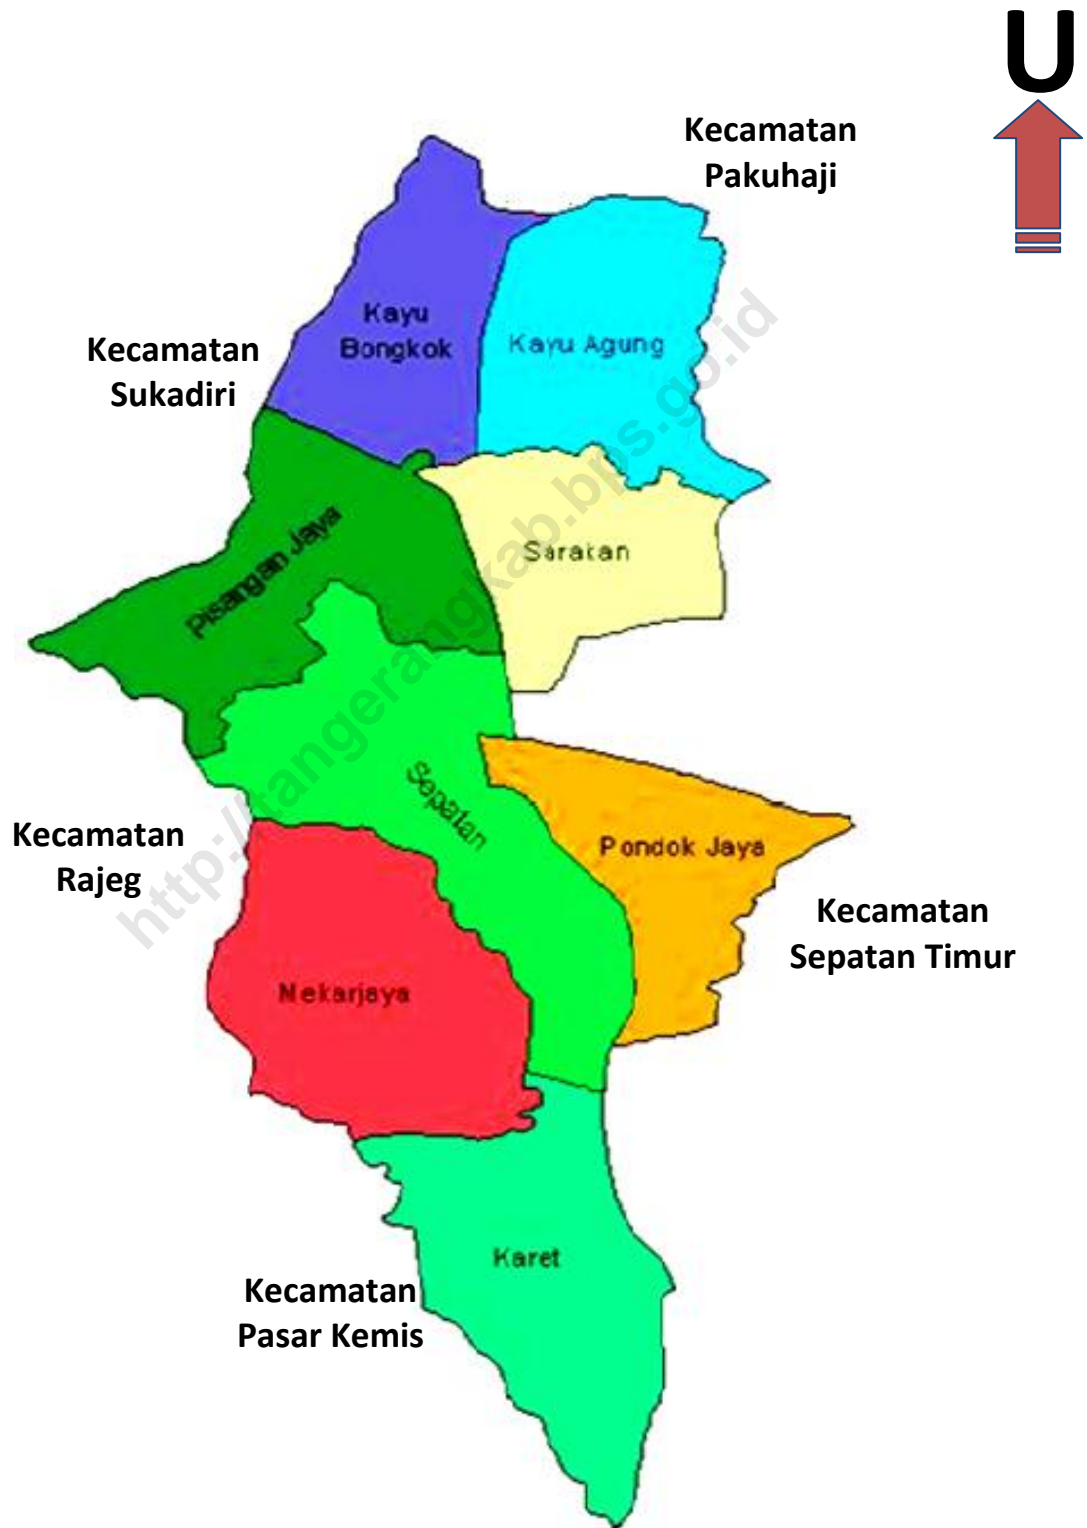 U
Kecamatan
Pakuhaji
Kayu
Bongkok
Kayu Agung
Kecamatan
Sukadiri
Pisangan Jaya
Sarakan
Sepatan
Kecamatan
Rajeg
Pondok Jaya
Kecamatan
Sepatan Timur
Mekarjaya
Karet
Kecamatan
Pasar Kemis
http://tangerangkab.bps.go.id